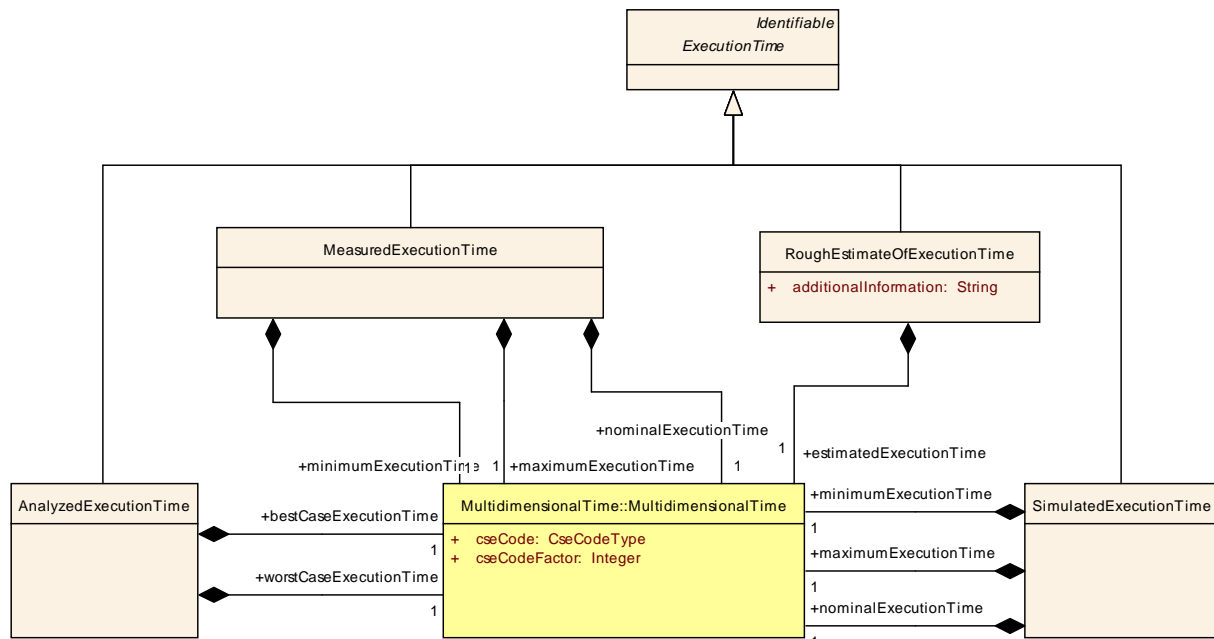 Identifiable
ExecutionTime
MeasuredExecutionTime
RoughEstimateOfExecutionTime
+ additionalInformation: String
+nominalExecutionTime
1
+minimumExecutionTime
1
1
+maximumExecutionTime
1
+estimatedExecutionTime
AnalyzedExecutionTime
+bestCaseExecutionTime
1
+worstCaseExecutionTime
1
MultidimensionalTime::MultidimensionalTime
+ cseCode: CseCodeType
+ cseCodeFactor: Integer
+minimumExecutionTime
1
+maximumExecutionTime
1
+nominalExecutionTime
1
SimulatedExecutionTime